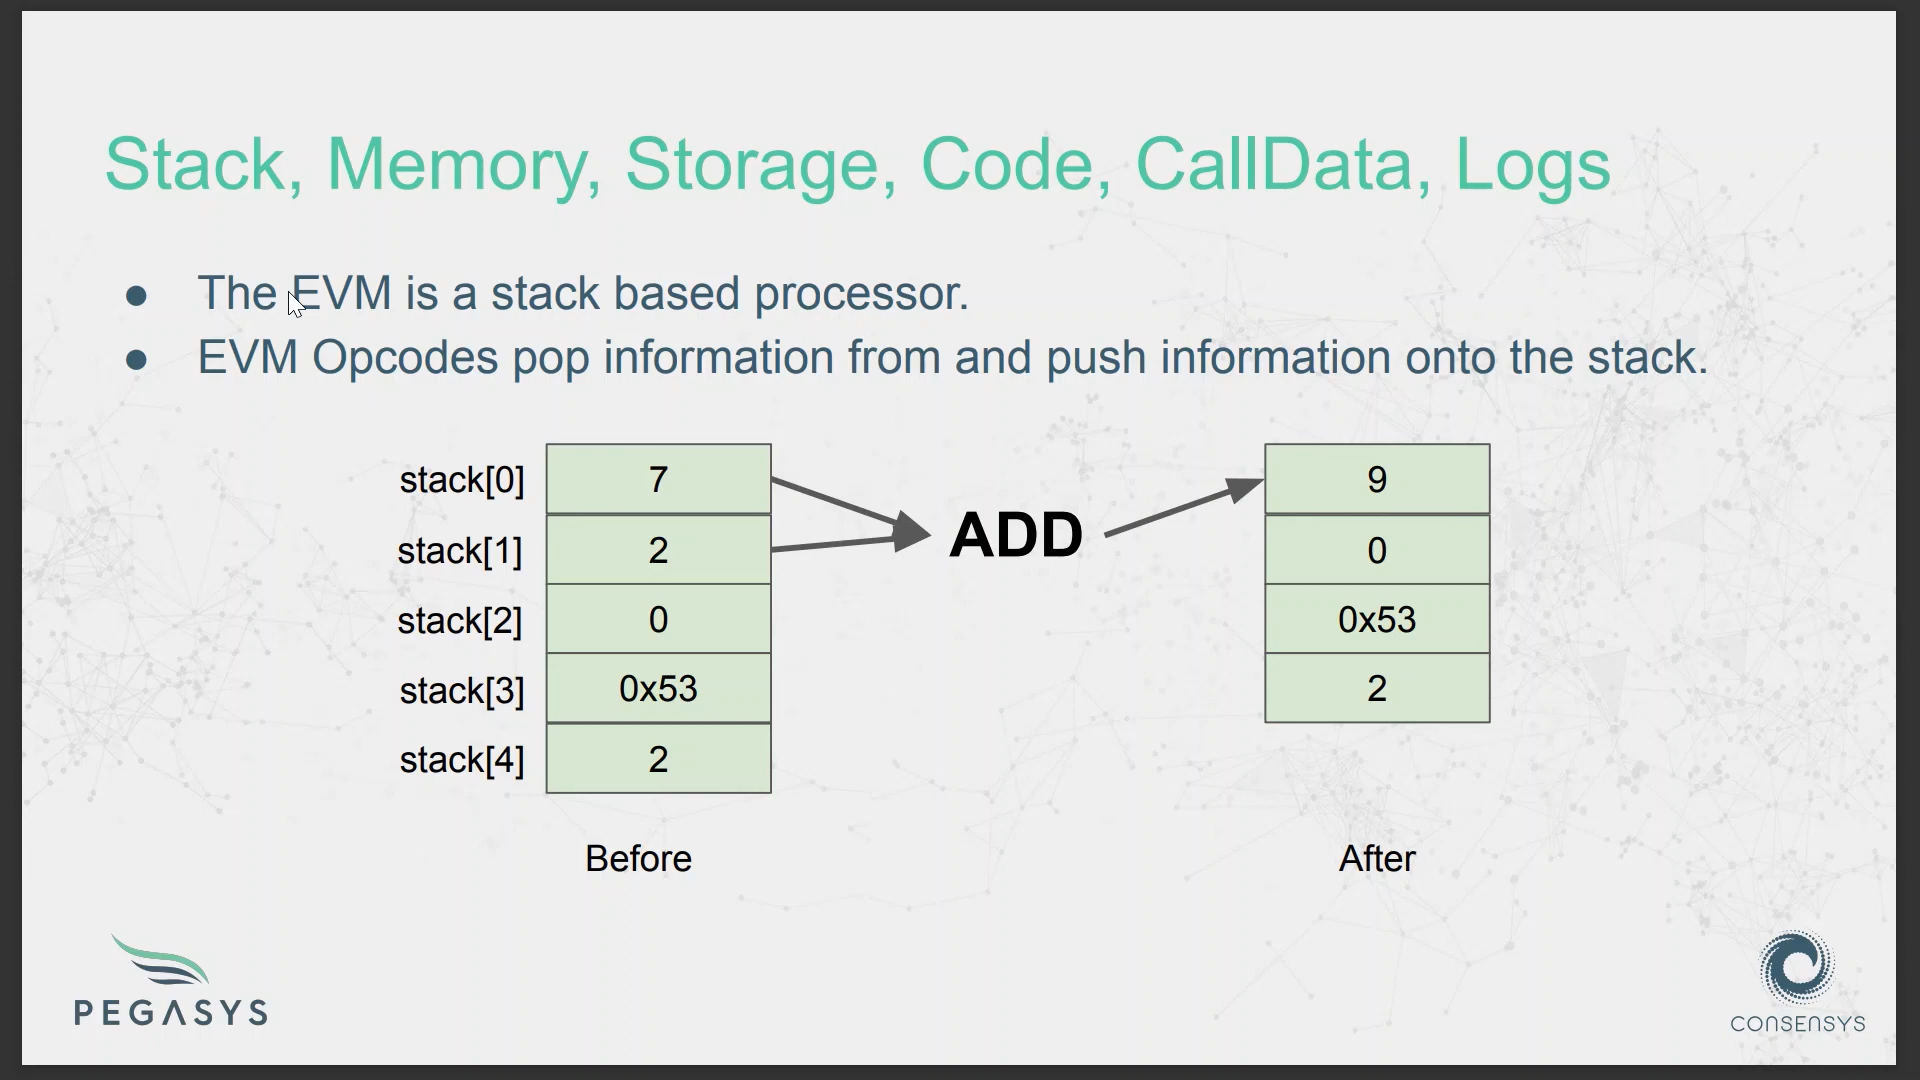 Stack, Memory, Storage, Code, CallData, Logs
● The EVM is a stack based processor.
● EVM Opcodes pop information from and push information onto the stack.
stack[0] 7
stack[1] 2
stack[2] 0
stack[3] 0x53
stack[4] 2
Before
ADD
9
0
0x53
2
After
PEGASYS
CONSENSYS